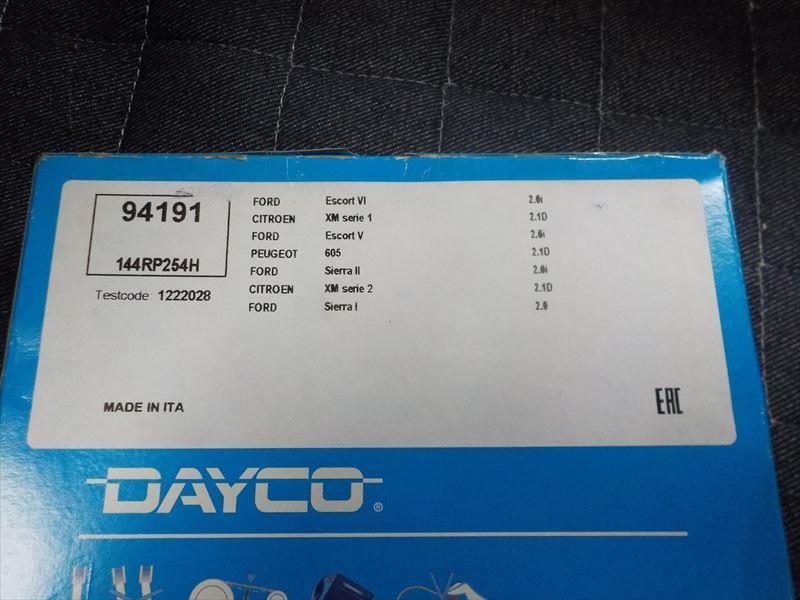 94191
144RP254H
Testcode: 1222028
FORD Escort VI 2.0i
CITROEN XM serie 1 2.1D
FORD Escort V 2.0i
PEUGEOT 605 2.1D
FORD Sierra II 2.0i
CITROEN XM serie 2 2.1D
FORD Sierra I 2.0
MADE IN ITA
EAC
DAYCO®